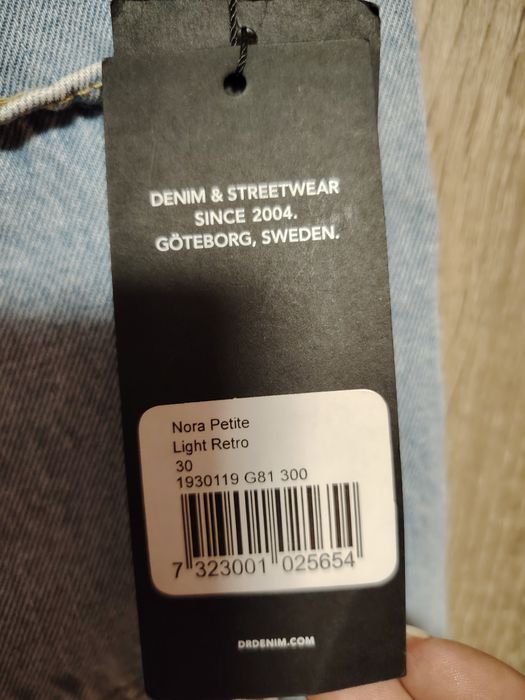 DENIM & STREETWEAR
SINCE 2004.
GÖTEBORG, SWEDEN.
Nora Petite
Light Retro
30
1930119 G81 300
7 323001 025654
DRDENIM.COM